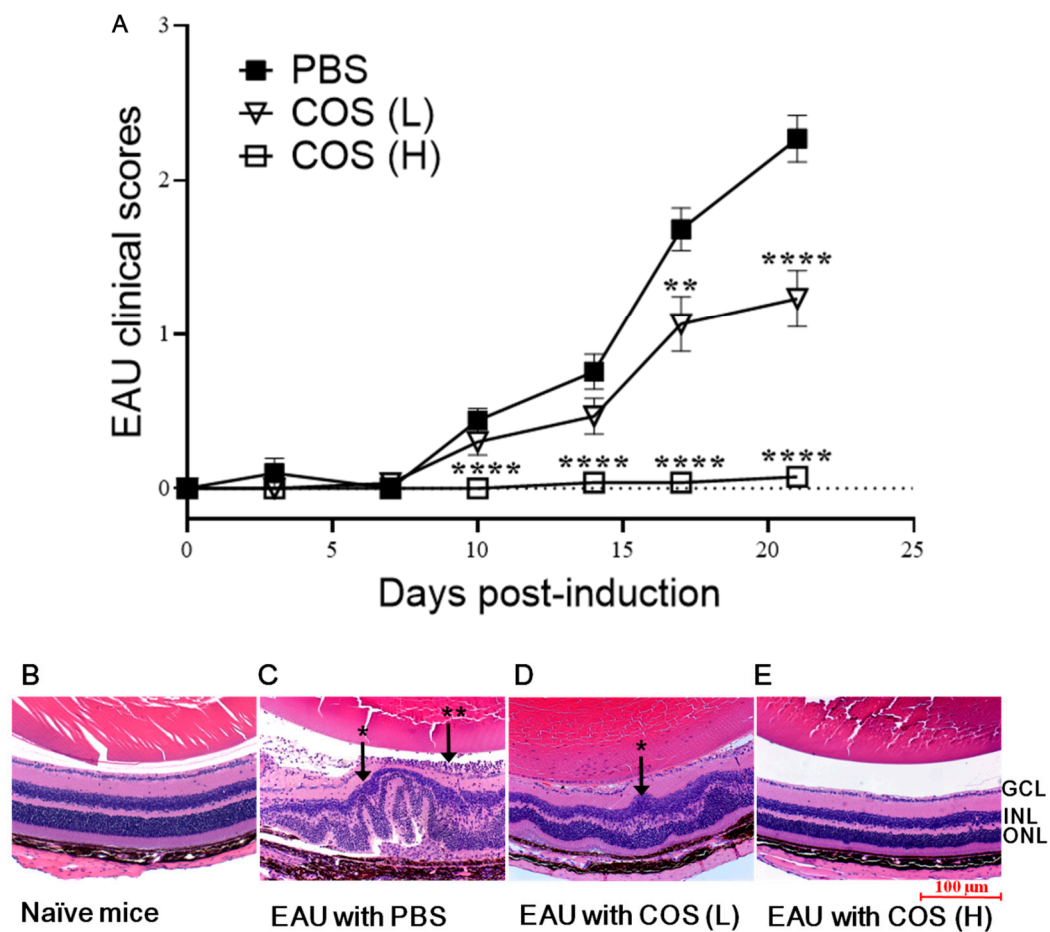 A
3
PBS
COS (L)
COS (H)
2
1
0
EAU clinical scores
**
****
****
****
****
****
0
5
10
15
20
25
Days post-induction
B
C
D
E
*
**
*
GCL
INL
ONL
100 µm
Naïve mice
EAU with PBS
EAU with COS (L)
EAU with COS (H)